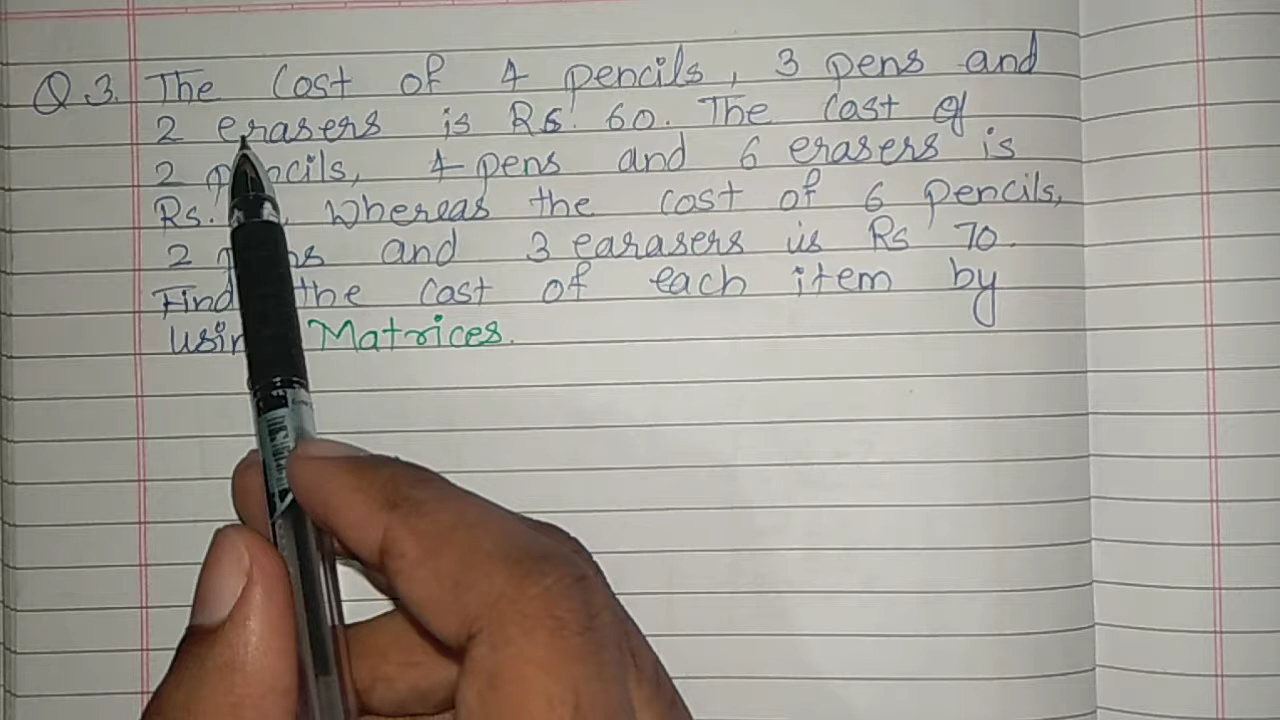 Q.3. The Cost of 4 pencils, 3 pens and
2 erasers is Rs. 60. The Cost of
2 4 pens and 6 erasers is
Rs. whereas the cost of 6 pencils,
2 and 3 earasers is Rs 70.
Find the cost of each item by
Matrices.